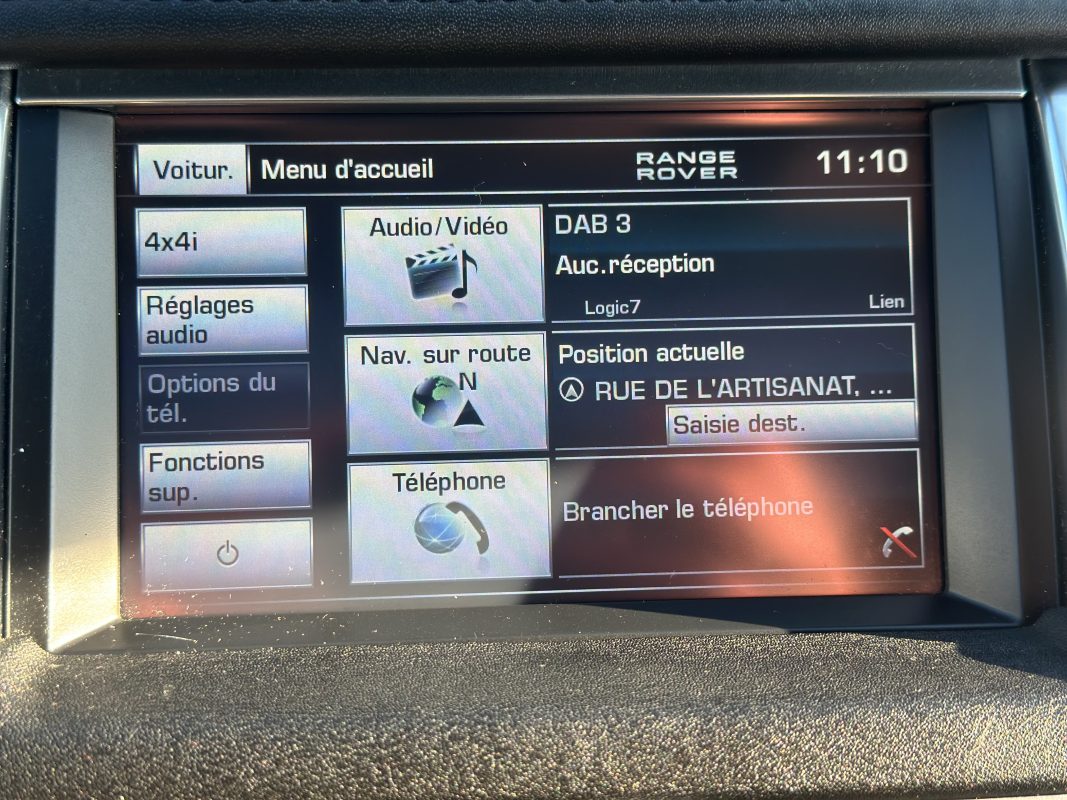 Voitur.
Menu d'accueil
RANGE
ROVER
11:10
4x4i
Réglages
audio
Options du
tél.
Fonctions
sup.
Audio/Vidéo
DAB 3
Auc.réception
Logic7
Lien
Nav. sur route
N
Position actuelle
RUE DE L'ARTISANAT, ...
Saisie dest.
Téléphone
Brancher le téléphone